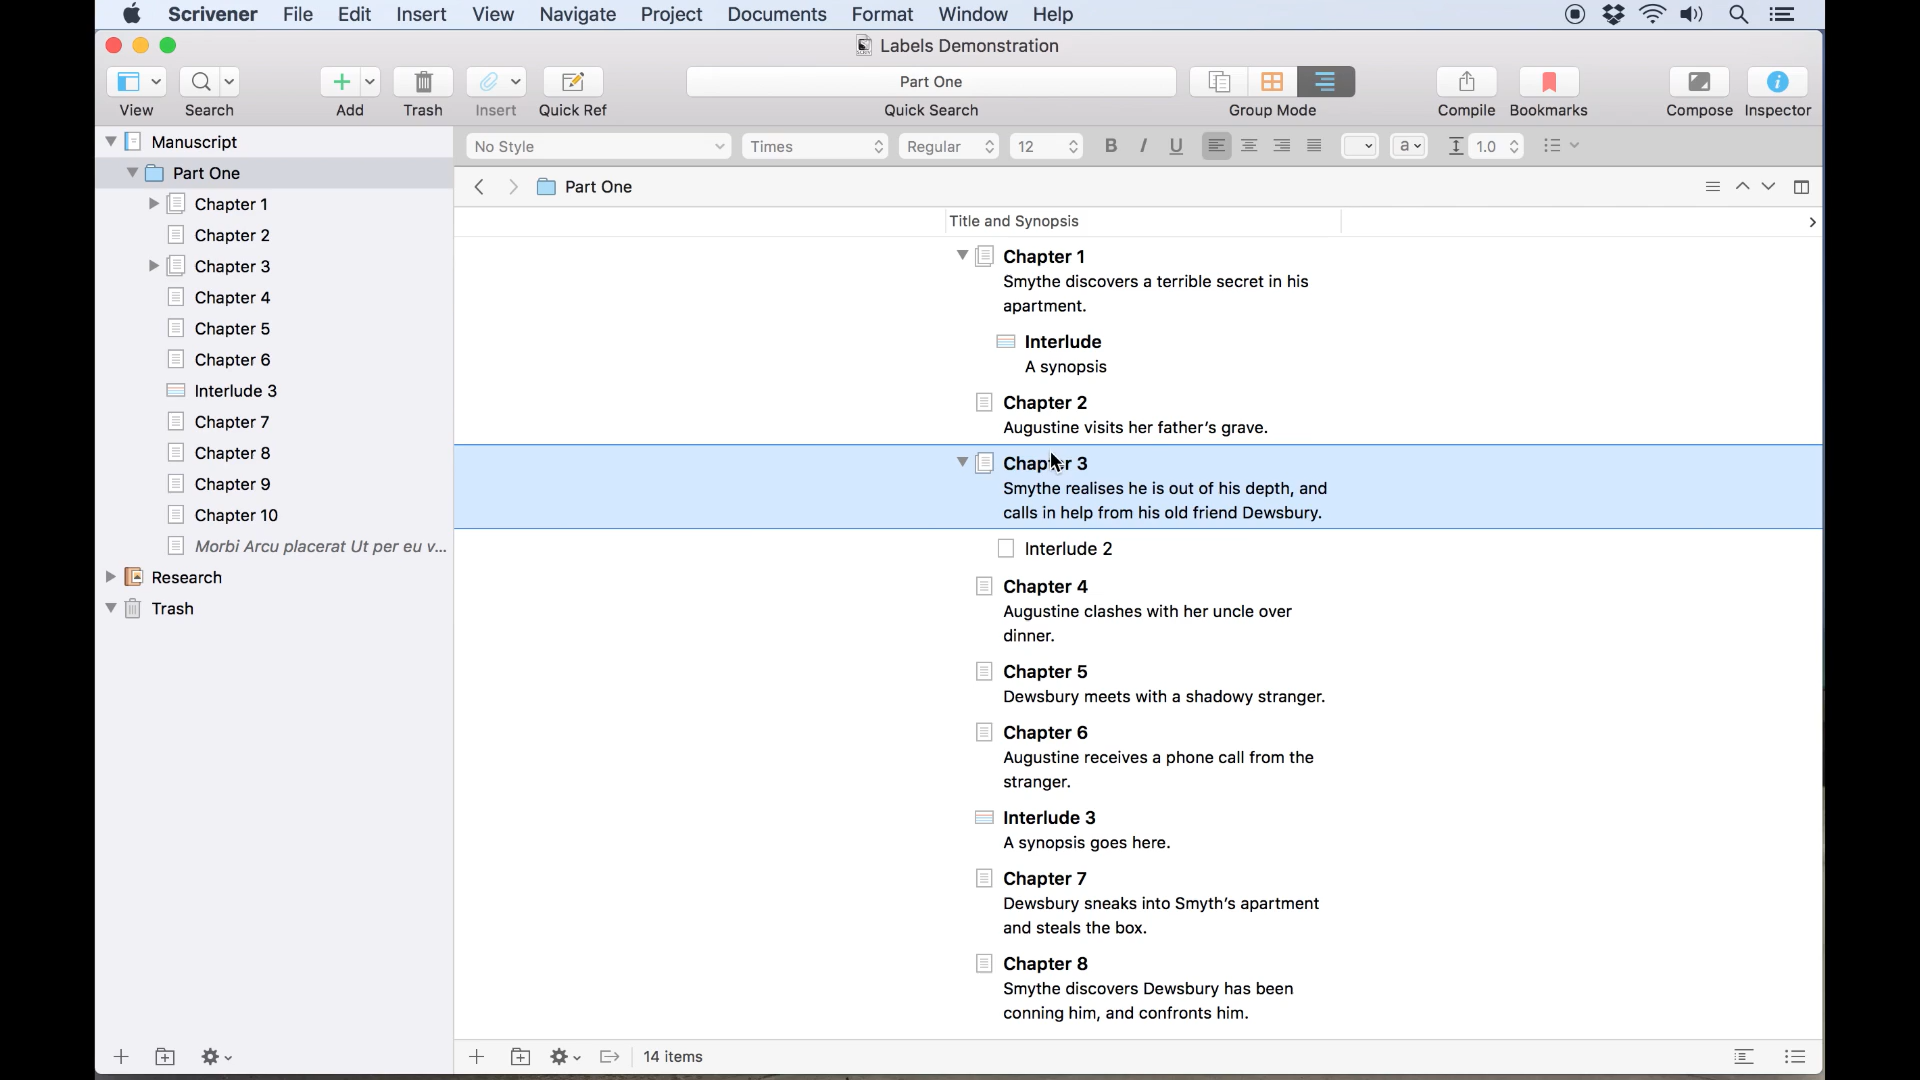 Scrivener File Edit Insert View Navigate Project Documents Format Window Help
Labels Demonstration
Part One
View Search Add Trash Insert Quick Ref Quick Search Group Mode Compile Bookmarks Compose Inspector
No Style Times Regular 12 B I U a 1.0
Manuscript
Part One
Chapter 1
Chapter 2
Chapter 3
Chapter 4
Chapter 5
Chapter 6
Interlude 3
Chapter 7
Chapter 8
Chapter 9
Chapter 10
Morbi Arcu placerat Ut per eu v...
Research
Trash
Part One
Title and Synopsis
Chapter 1
Smythe discovers a terrible secret in his
apartment.
Interlude
A synopsis
Chapter 2
Augustine visits her father's grave.
Chapter 3
Smythe realises he is out of his depth, and
calls in help from his old friend Dewsbury.
Interlude 2
Chapter 4
Augustine clashes with her uncle over
dinner.
Chapter 5
Dewsbury meets with a shadowy stranger.
Chapter 6
Augustine receives a phone call from the
stranger.
Interlude 3
A synopsis goes here.
Chapter 7
Dewsbury sneaks into Smyth's apartment
and steals the box.
Chapter 8
Smythe discovers Dewsbury has been
conning him, and confronts him.
14 items